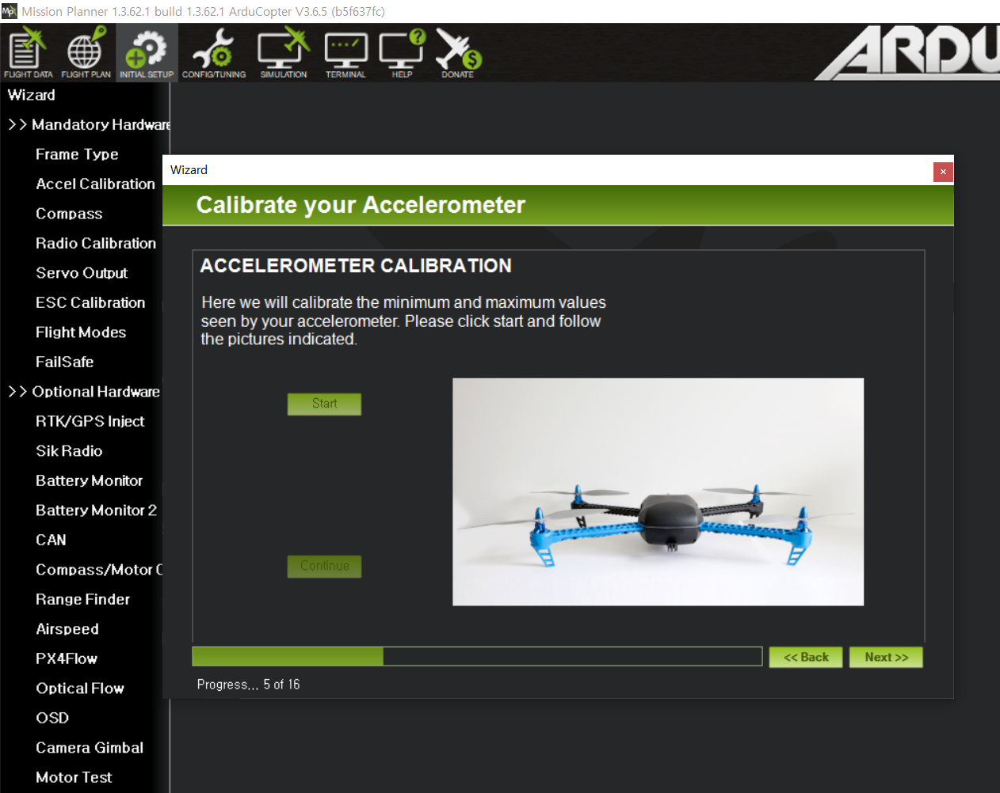 Mission Planner 1.3.62.1 build 1.3.62.1 ArduCopter V3.6.5 (b5f637fc)
FLIGHT DATA
FLIGHT PLAN
INITIAL SETUP
CONFIG/TUNING
SIMULATION
TERMINAL
HELP
DONATE
ARDU
Wizard
>> Mandatory Hardware
Frame Type
Accel Calibration
Compass
Radio Calibration
Servo Output
ESC Calibration
Flight Modes
FailSafe
>> Optional Hardware
RTK/GPS Inject
Sik Radio
Battery Monitor
Battery Monitor 2
CAN
Compass/Motor C
Range Finder
Airspeed
PX4Flow
Optical Flow
OSD
Camera Gimbal
Motor Test
Wizard
Calibrate your Accelerometer
ACCELEROMETER CALIBRATION
Here we will calibrate the minimum and maximum values
seen by your accelerometer. Please click start and follow
the pictures indicated.
Start
Continue
<< Back
Next >>
Progress... 5 of 16